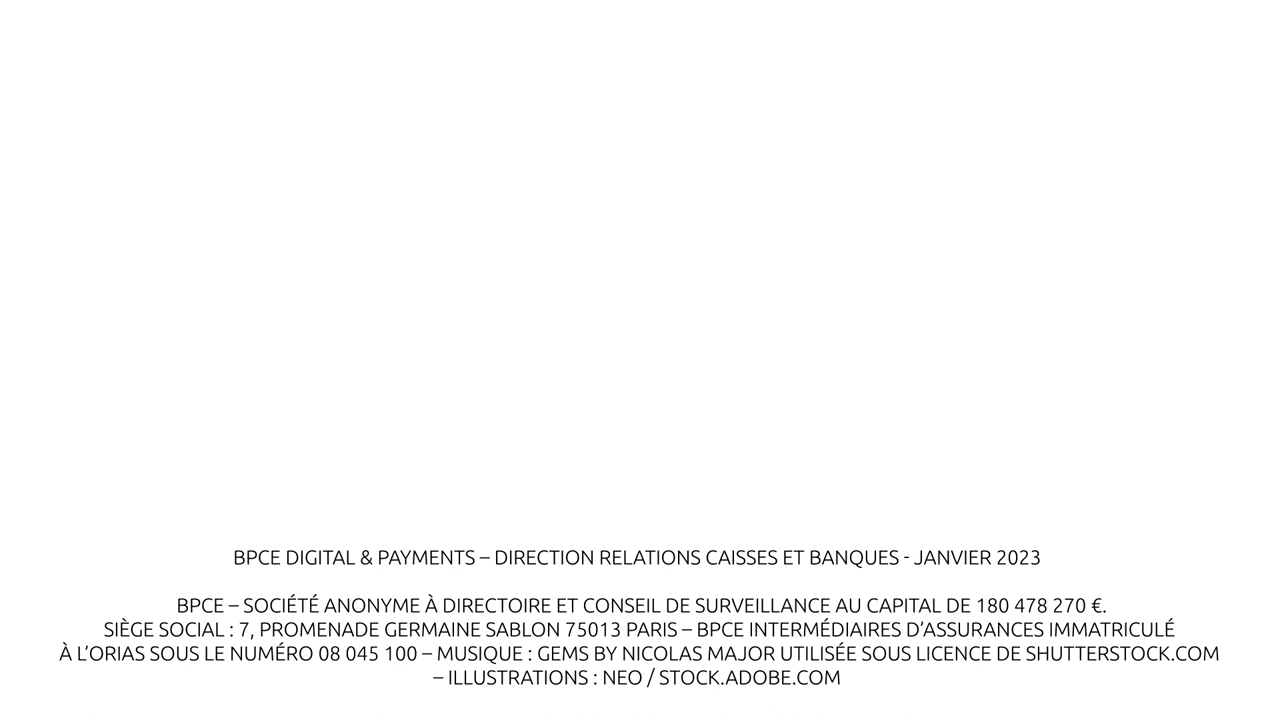 BPCE DIGITAL & PAYMENTS – DIRECTION RELATIONS CAISSES ET BANQUES - JANVIER 2023
BPCE – SOCIÉTÉ ANONYME À DIRECTOIRE ET CONSEIL DE SURVEILLANCE AU CAPITAL DE 180 478 270 €.
SIÈGE SOCIAL : 7, PROMENADE GERMAINE SABLON 75013 PARIS – BPCE INTERMÉDIAIRES D’ASSURANCES IMMATRICULÉ
À L’ORIAS SOUS LE NUMÉRO 08 045 100 – MUSIQUE : GEMS BY NICOLAS MAJOR UTILISÉE SOUS LICENCE DE SHUTTERSTOCK.COM
– ILLUSTRATIONS : NEO / STOCK.ADOBE.COM